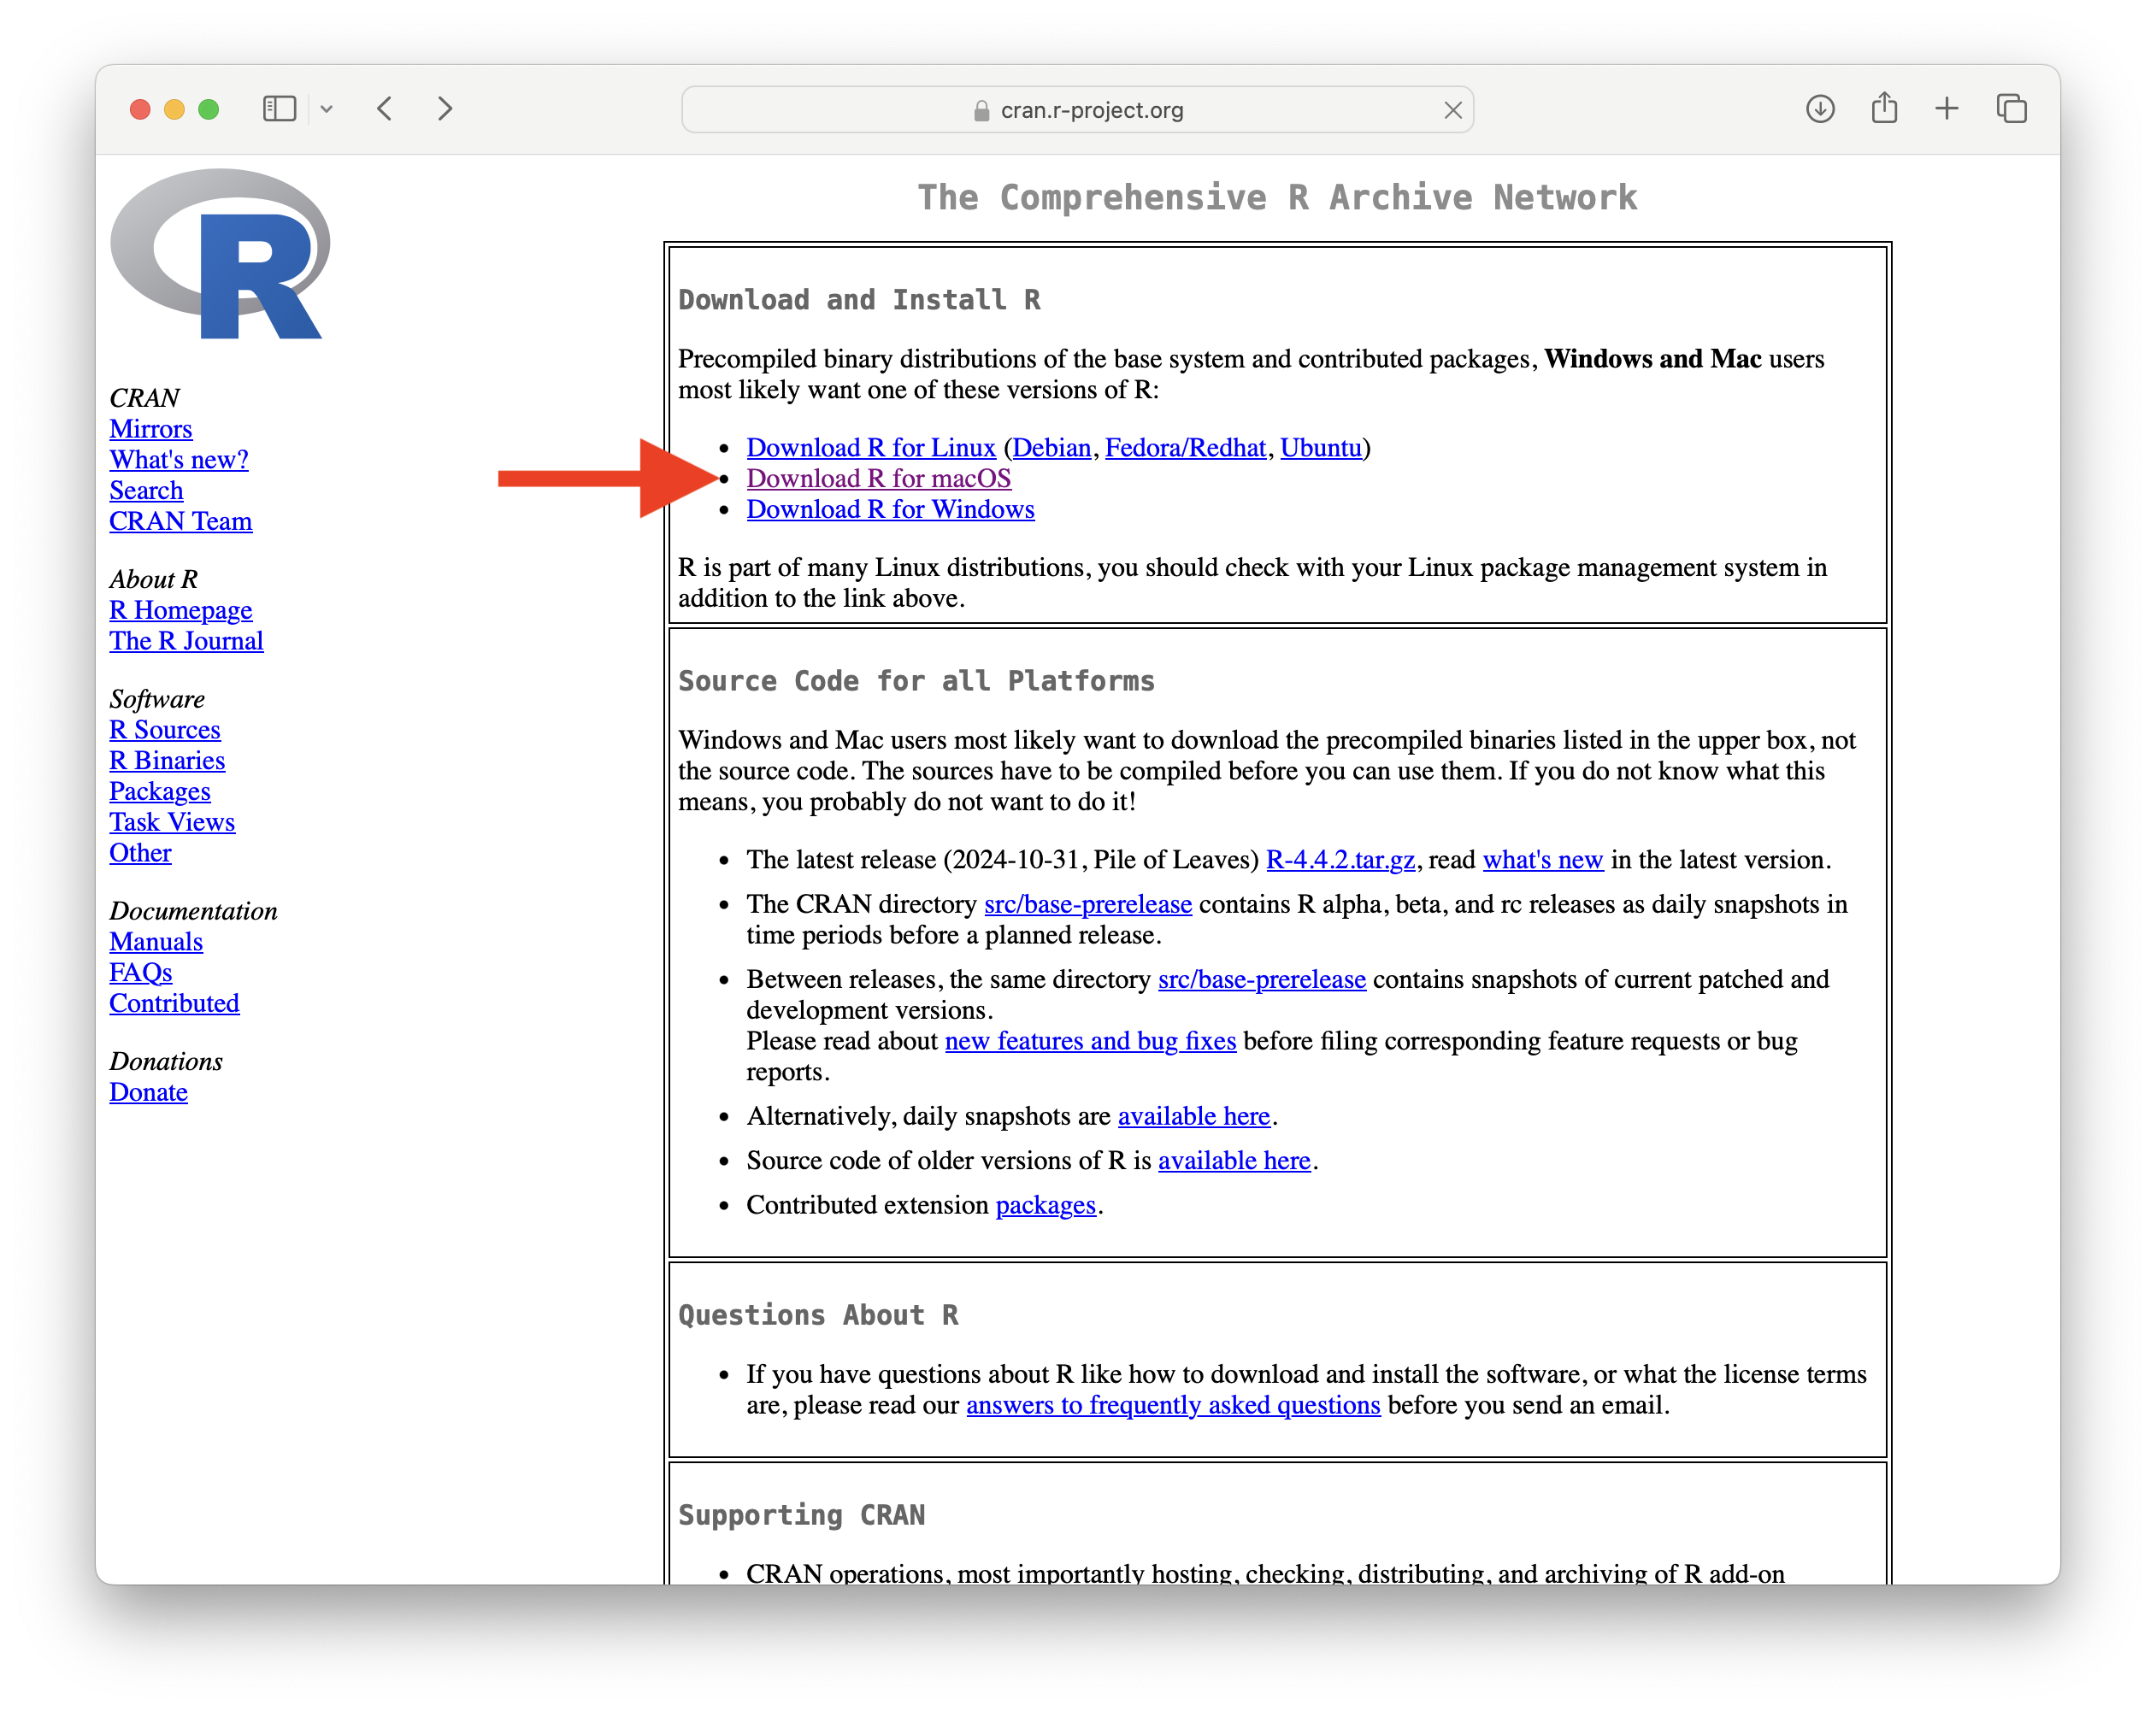 cran.r-project.org
R
The Comprehensive R Archive Network
CRAN
Mirrors
What's new?
Search
CRAN Team
About R
R Homepage
The R Journal
Software
R Sources
R Binaries
Packages
Task Views
Other
Documentation
Manuals
FAQs
Contributed
Donations
Donate
Download and Install R
Precompiled binary distributions of the base system and contributed packages, Windows and Mac users
most likely want one of these versions of R:
• Download R for Linux (Debian, Fedora/Redhat, Ubuntu)
• Download R for macOS
• Download R for Windows
R is part of many Linux distributions, you should check with your Linux package management system in
addition to the link above.
Source Code for all Platforms
Windows and Mac users most likely want to download the precompiled binaries listed in the upper box, not
the source code. The sources have to be compiled before you can use them. If you do not know what this
means, you probably do not want to do it!
• The latest release (2024-10-31, Pile of Leaves) R-4.4.2.tar.gz, read what's new in the latest version.
• The CRAN directory src/base-prerelease contains R alpha, beta, and rc releases as daily snapshots in
time periods before a planned release.
• Between releases, the same directory src/base-prerelease contains snapshots of current patched and
development versions.
Please read about new features and bug fixes before filing corresponding feature requests or bug
reports.
• Alternatively, daily snapshots are available here.
• Source code of older versions of R is available here.
• Contributed extension packages.
Questions About R
• If you have questions about R like how to download and install the software, or what the license terms
are, please read our answers to frequently asked questions before you send an email.
Supporting CRAN
• CRAN operations, most importantly hosting, checking, distributing, and archiving of R add-on